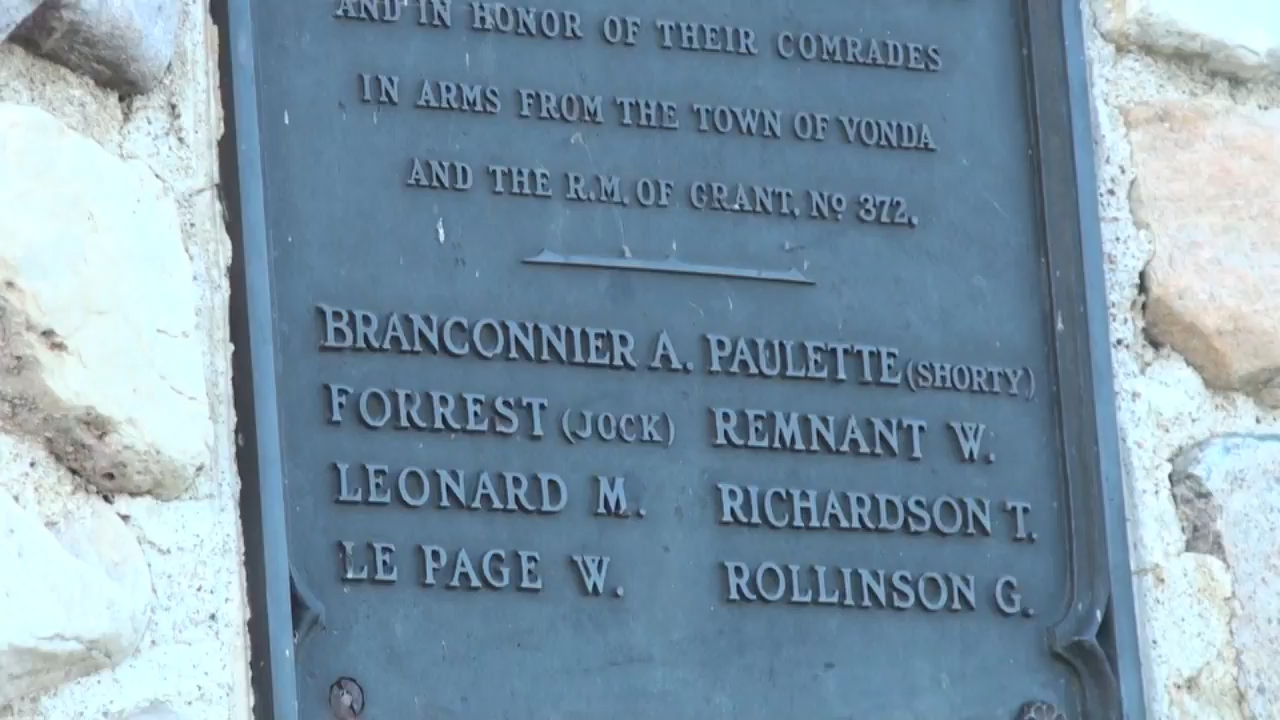 AND IN HONOR OF THEIR COMRADES
IN ARMS FROM THE TOWN OF VONDA
AND THE R.M. OF GRANT. No 372.
BRANCONNIER A. PAULETTE (SHORTY)
FORREST (JOCK) REMNANT W.
LEONARD M. RICHARDSON T.
LE PAGE W. ROLLINSON G.